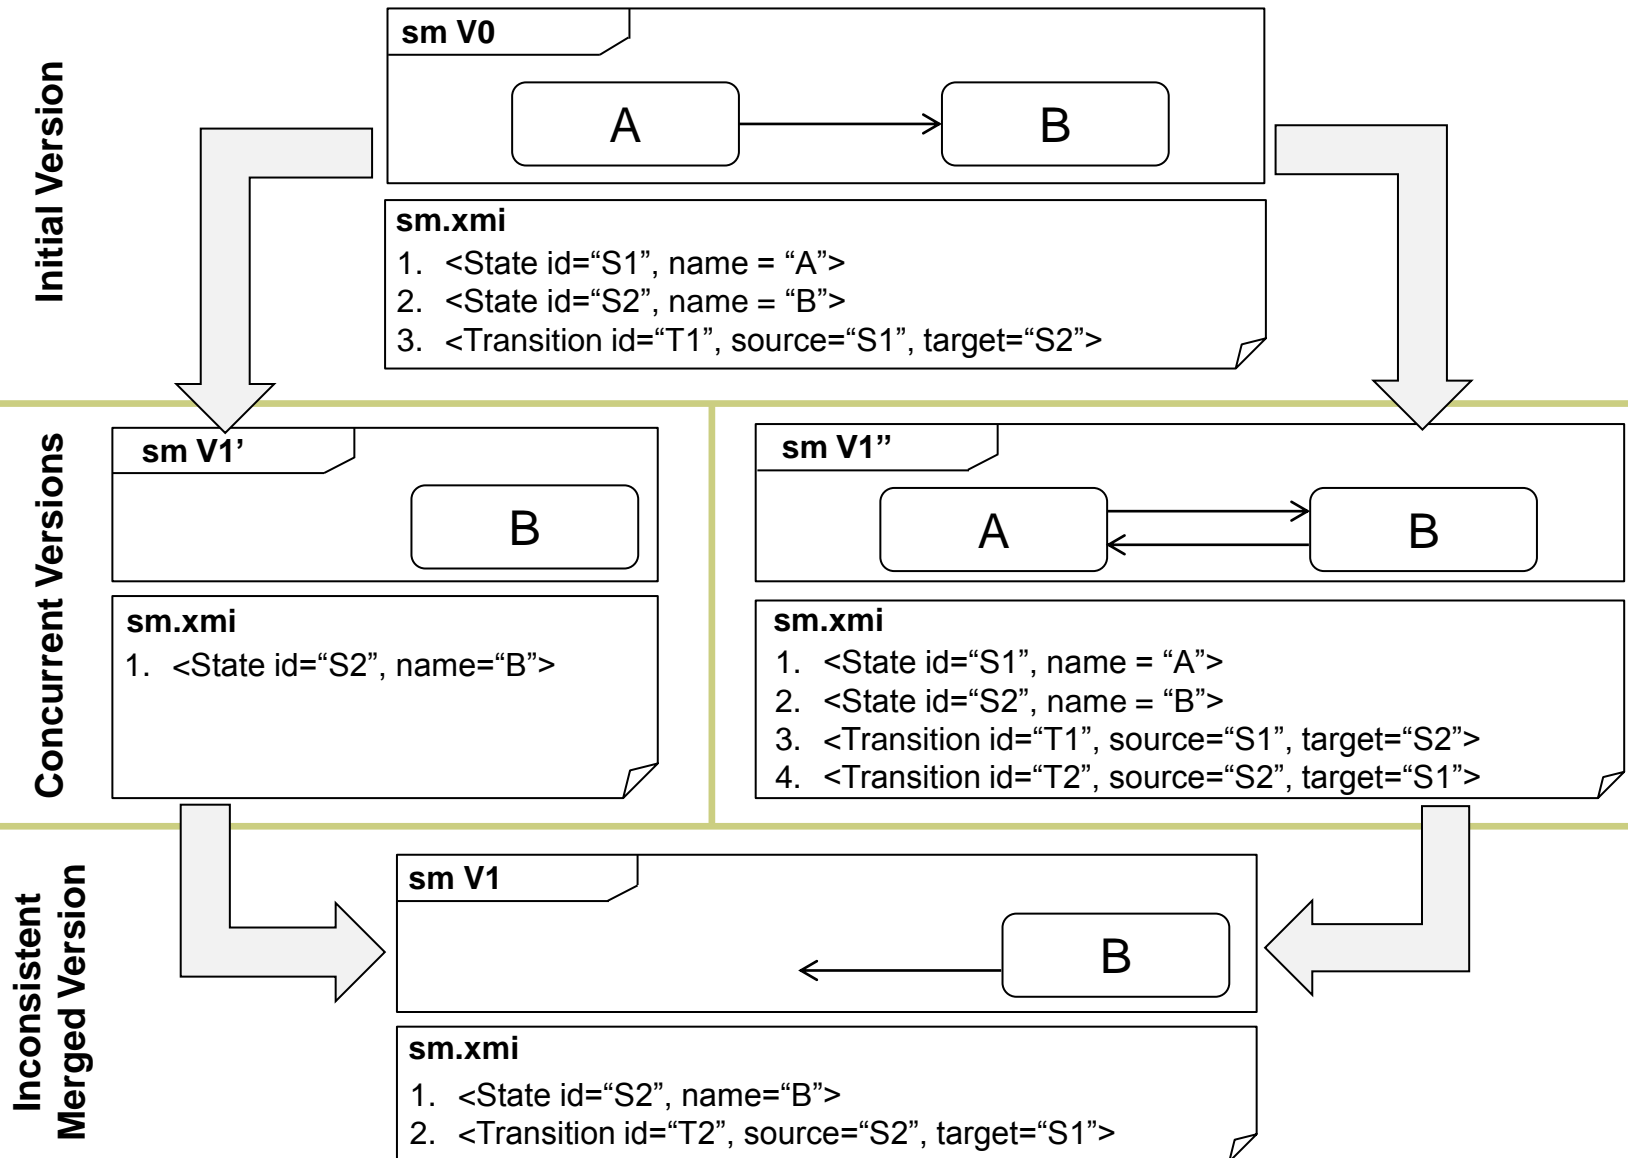 Initial Version
sm V0
A
B
sm.xmi
1. <State id=“S1”, name = “A”>
2. <State id=“S2”, name = “B”>
3. <Transition id=“T1”, source=“S1”, target=“S2”>
Concurrent Versions
sm V1’
B
sm.xmi
1. <State id=“S2”, name=“B”>
sm V1’’
A
B
sm.xmi
1. <State id=“S1”, name = “A”>
2. <State id=“S2”, name = “B”>
3. <Transition id=“T1”, source=“S1”, target=“S2”>
4. <Transition id=“T2”, source=“S2”, target=“S1”>
Inconsistent
Merged Version
sm V1
B
sm.xmi
1. <State id=“S2”, name=“B”>
2. <Transition id=“T2”, source=“S2”, target=“S1”>